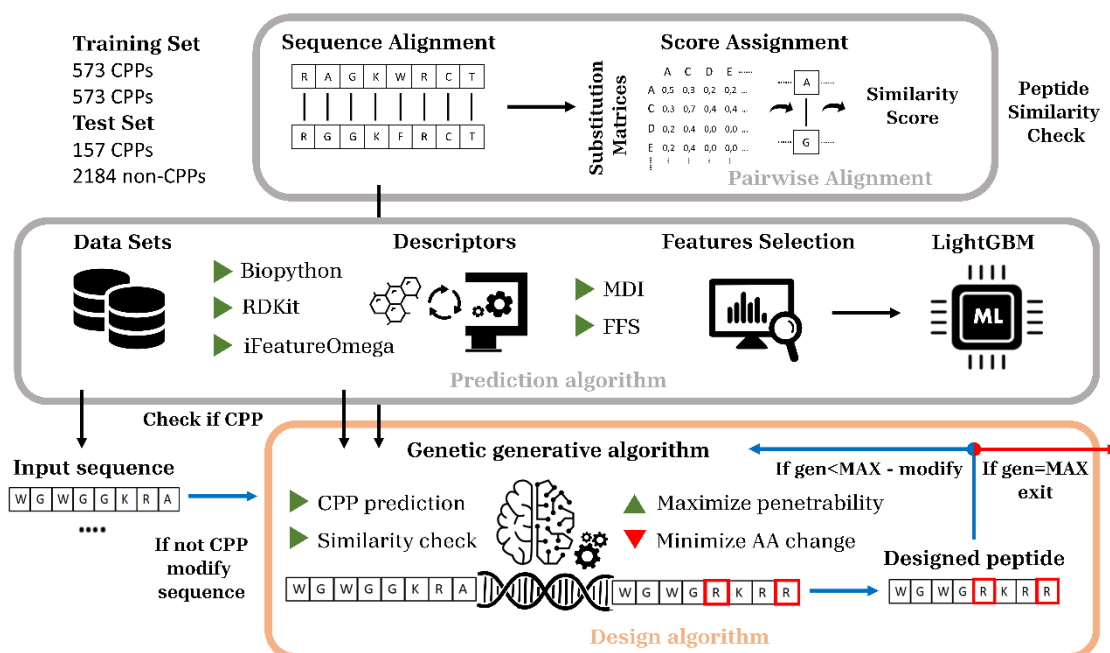 Training Set
573 CPPs
573 CPPs
Test Set
157 CPPs
2184 non-CPPs
Sequence Alignment
R A G K W R C T
R G G K F R C T
Score Assignment
Substitution
Matrices
A C D E ......
A 0,5 0,3 0,2 0,2 ...
C 0,3 0,7 0,4 0,4 ...
D 0,2 0,4 0,0 0,0 ...
E 0,2 0,4 0,0 0,0 ...
A
G
Similarity
Score
Pairwise Alignment
Peptide
Similarity
Check
Data Sets
Biopython
RDKit
iFeatureOmega
Descriptors
MDI
FFS
Features Selection
LightGBM
ML
Prediction algorithm
Check if CPP
Input sequence
W G W G G K R A
....
If not CPP
modify
sequence
Genetic generative algorithm
CPP prediction
Similarity check
Maximize penetrability
Minimize AA change
If gen<MAX - modify
If gen=MAX
exit
W G W G G K R A
W G W G R K R R
Designed peptide
W G W G R K R R
Design algorithm